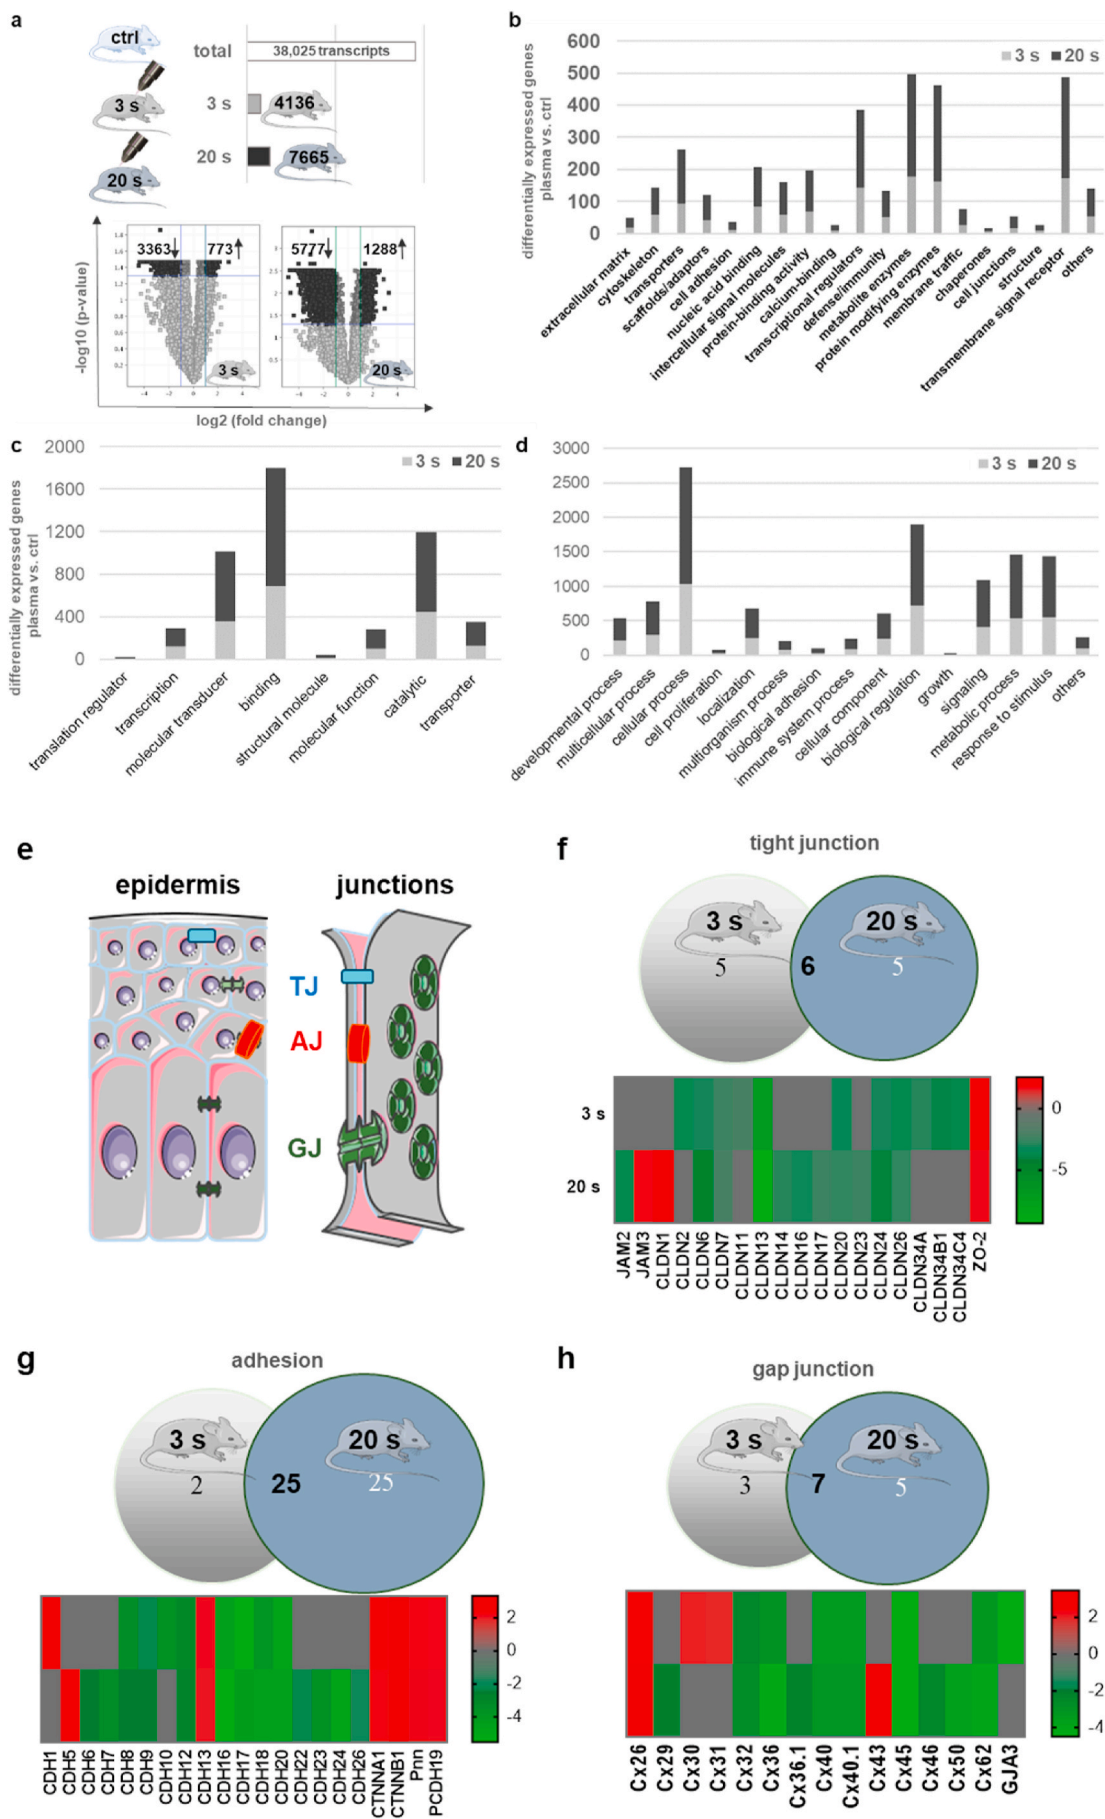 a
ctrl
3 s
20 s
total
38,025 transcripts
3 s
4136
20 s
7665
-log10 (p-value)
3363
773
3 s
5777
1288
20 s
log2 (fold change)
b
differentially expressed genes
plasma vs. ctrl
600
500
400
300
200
100
0
3 s
20 s
extracellular matrix
cytoskeleton
transporters
scaffolds/adaptors
cell adhesion
nucleic acid binding
intercellular signal molecules
protein-binding activity
calcium-binding
transcriptional regulators
defense/immunity
metabolite enzymes
protein modifying enzymes
membrane traffic
chaperones
cell junctions
structure
transmembrane signal receptor
others
c
differentially expressed genes
plasma vs. ctrl
2000
1600
1200
800
400
0
3 s
20 s
translation regulator
transcription
molecular transducer
binding
structural molecule
molecular function
catalytic
transporter
d
3000
2500
2000
1500
1000
500
0
3 s
20 s
developmental process
multicellular process
cellular process
cell proliferation
localization
multiorganism process
biological adhesion
immune system process
cellular component
biological regulation
growth
signaling
metabolic process
response to stimulus
others
e
epidermis
junctions
TJ
AJ
GJ
f
tight junction
3 s
5
6
20 s
5
3 s
20 s
0
-5
JAM2
JAM3
CLDN1
CLDN2
CLDN6
CLDN7
CLDN11
CLDN13
CLDN14
CLDN16
CLDN17
CLDN20
CLDN23
CLDN24
CLDN26
CLDN34A
CLDN34B1
CLDN34C4
ZO-2
g
adhesion
3 s
2
25
20 s
25
2
0
-2
-4
CDH1
CDH5
CDH6
CDH7
CDH8
CDH9
CDH10
CDH12
CDH13
CDH16
CDH17
CDH18
CDH20
CDH22
CDH23
CDH24
CDH26
CTNNA1
CTNNB1
Pnn
PCDH19
h
gap junction
3 s
3
7
20 s
5
2
0
-2
-4
Cx26
Cx29
Cx30
Cx31
Cx32
Cx36
Cx36.1
Cx40
Cx40.1
Cx43
Cx45
Cx46
Cx50
Cx62
GJA3